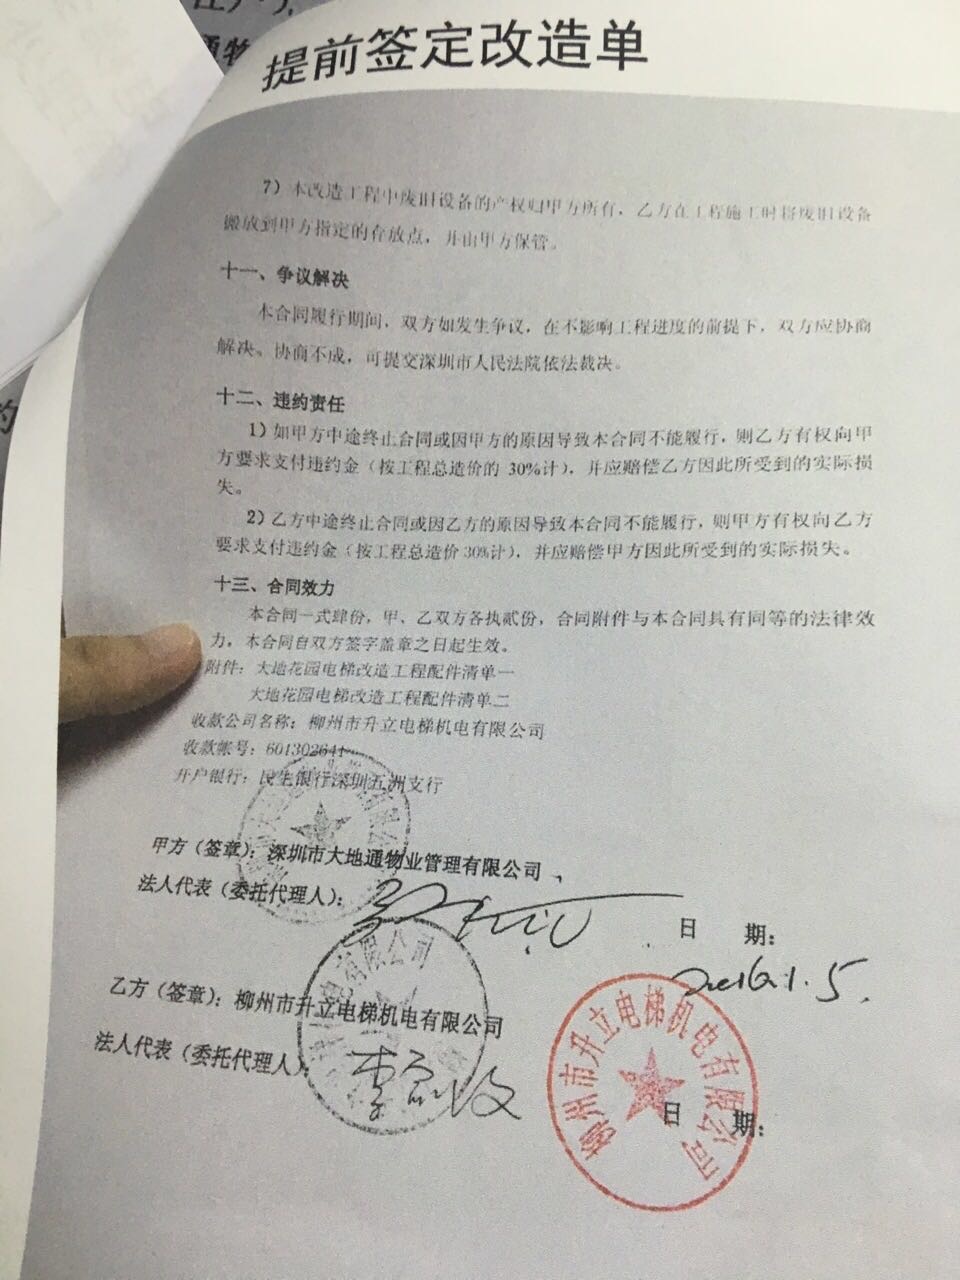 提前签定改造单
7）本改造工程中废旧设备的产权归甲方所有，乙方在工程施工时将废旧设备
搬放到甲方指定的存放点，并由甲方保管。
十一、争议解决
本合同履行期间，双方如发生争议，在不影响工程进度的前提下，双方应协商
解决。协商不成，可提交深圳市人民法院依法裁决。
十二、违约责任
1）如甲方中途终止合同或因甲方的原因导致本合同不能履行，则乙方有权向甲
方要求支付违约金（按工程总造价的 30%计），并应赔偿乙方因此所受到的实际损
失。
2）乙方中途终止合同或因乙方的原因导致本合同不能履行，则甲方有权向乙方
要求支付违约金（按工程总造价 30%计），并应赔偿甲方因此所受到的实际损失。
十三、合同效力
本合同一式肆份，甲、乙双方各执贰份，合同附件与本合同具有同等的法律效
力，本合同自双方签字盖章之日起生效。
附件：大地花园电梯改造工程配件清单一
大地花园电梯改造工程配件清单二
收款公司名称：柳州市升立电梯机电有限公司
收款帐号：601302641
开户银行：民生银行深圳五洲支行
甲方（签章）：深圳市大地通物业管理有限公司
法人代表（委托代理人）：
日 期：
2016.1.5.
乙方（签章）：柳州市升立电梯机电有限公司
法人代表（委托代理人）
日 期：
柳州市升立电梯机电有限公司